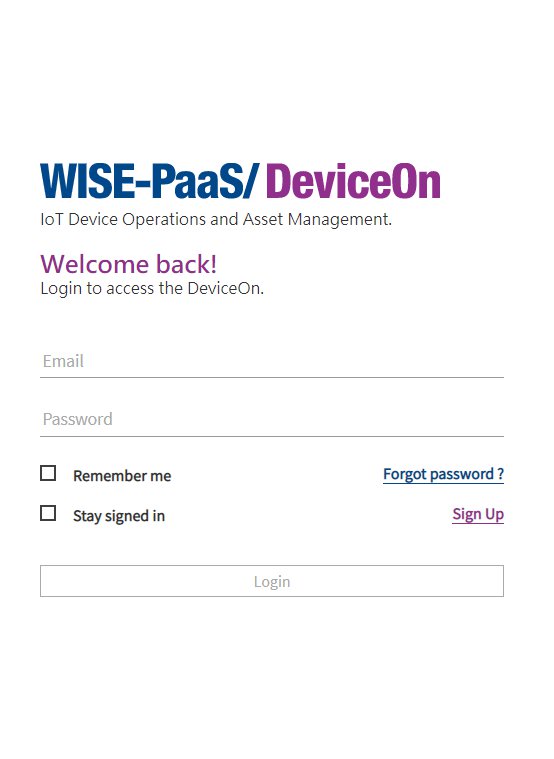 WISE-PaaS/ DeviceOn
IoT Device Operations and Asset Management.
Welcome back!
Login to access the DeviceOn.
Email
Password
Remember me
Forgot password ?
Stay signed in
Sign Up
Login